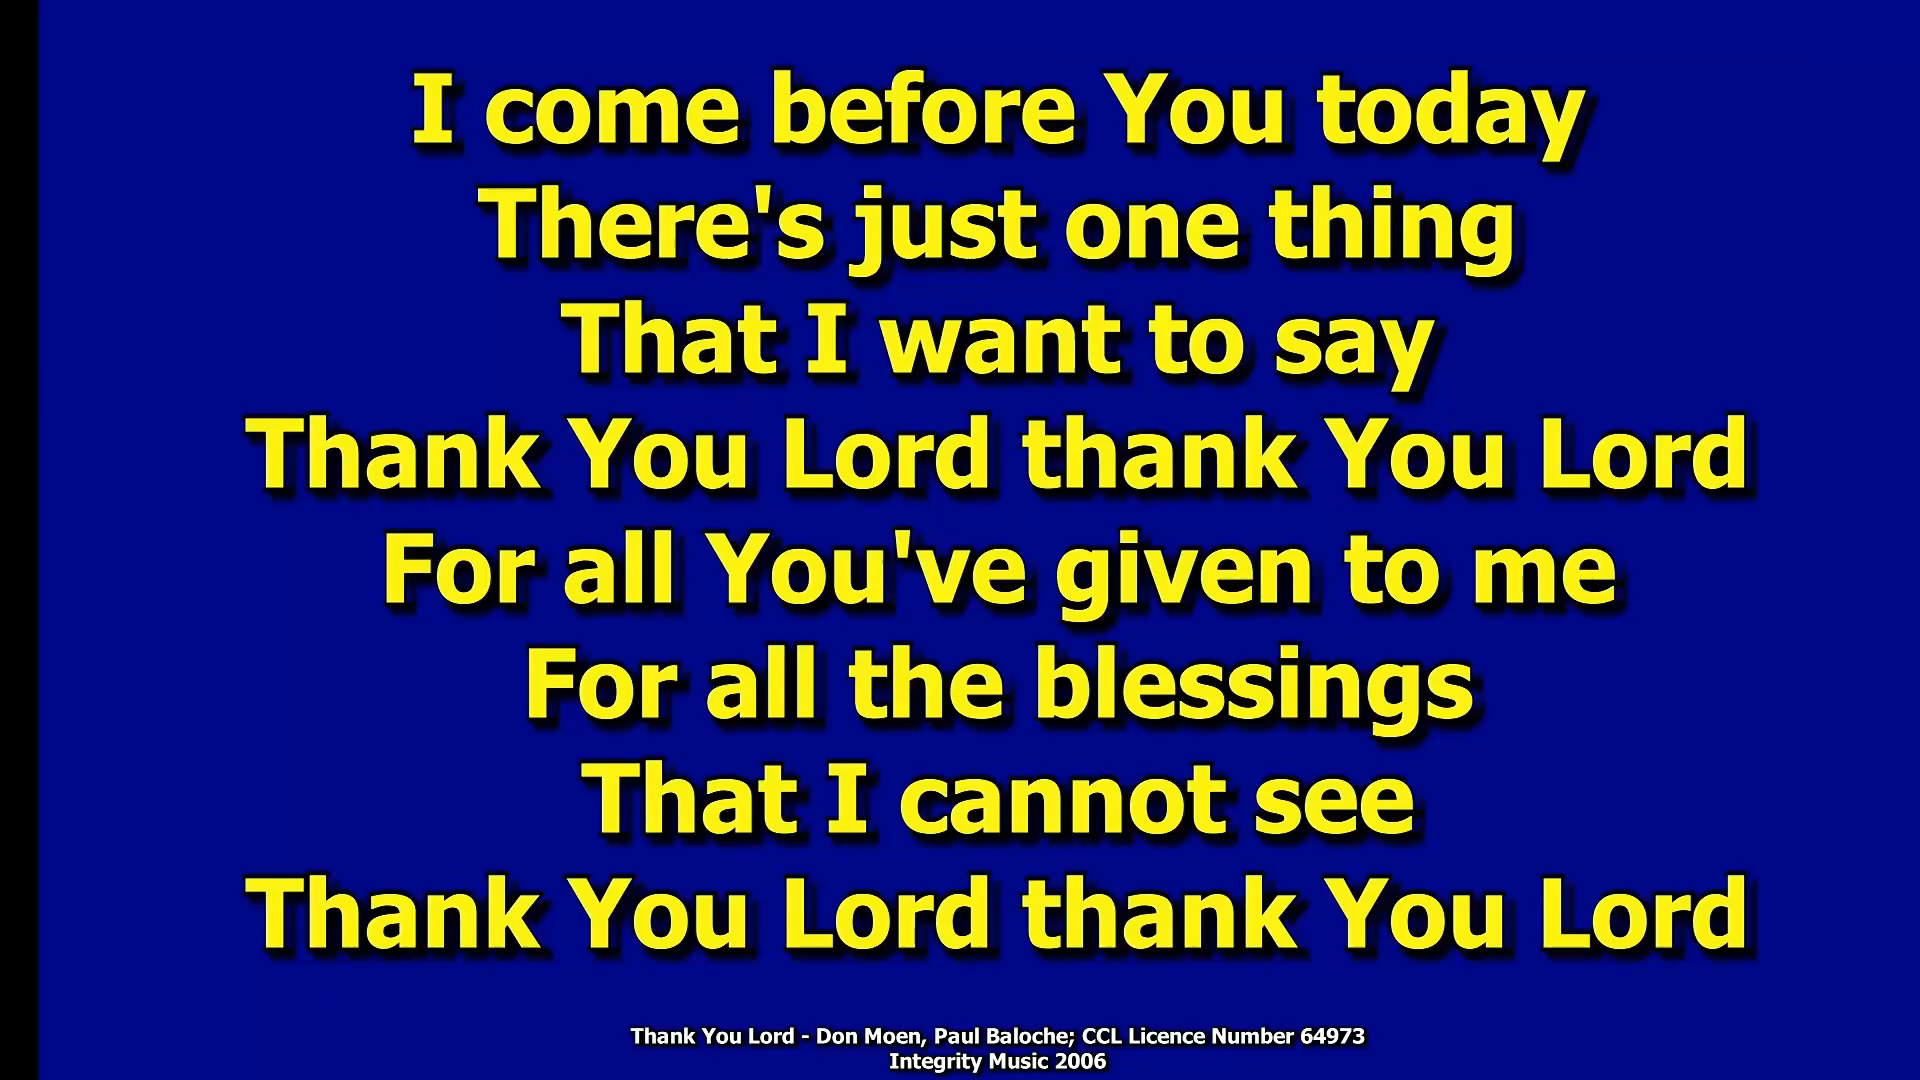 I come before You today
There's just one thing
That I want to say
Thank You Lord thank You Lord
For all You've given to me
For all the blessings
That I cannot see
Thank You Lord thank You Lord
Thank You Lord - Don Moen, Paul Baloche; CCL Licence Number 64973
Integrity Music 2006